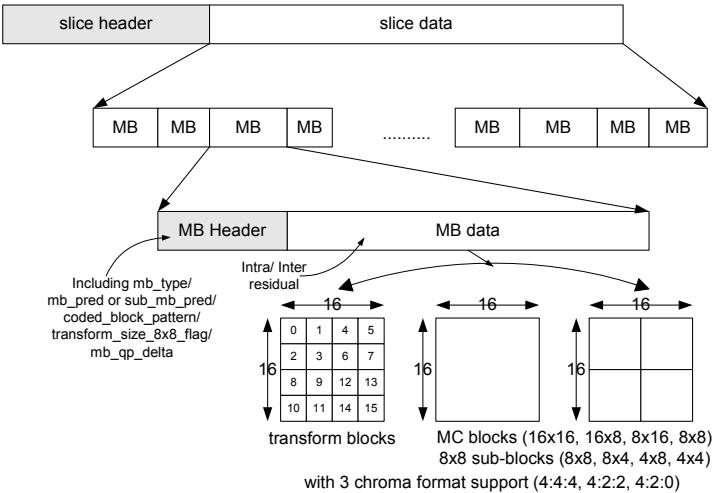 slice header slice data
MB MB MB MB .......... MB MB MB MB
MB Header MB data
Including mb_type/
mb_pred or sub_mb_pred/
coded_block_pattern/
transform_size_8x8_flag/
mb_qp_delta
Intra/ Inter
residual
16 16 16
16 16 16
0 1 4 5
2 3 6 7
8 9 12 13
10 11 14 15
transform blocks
MC blocks (16x16, 16x8, 8x16, 8x8)
8x8 sub-blocks (8x8, 8x4, 4x8, 4x4)
with 3 chroma format support (4:4:4, 4:2:2, 4:2:0)